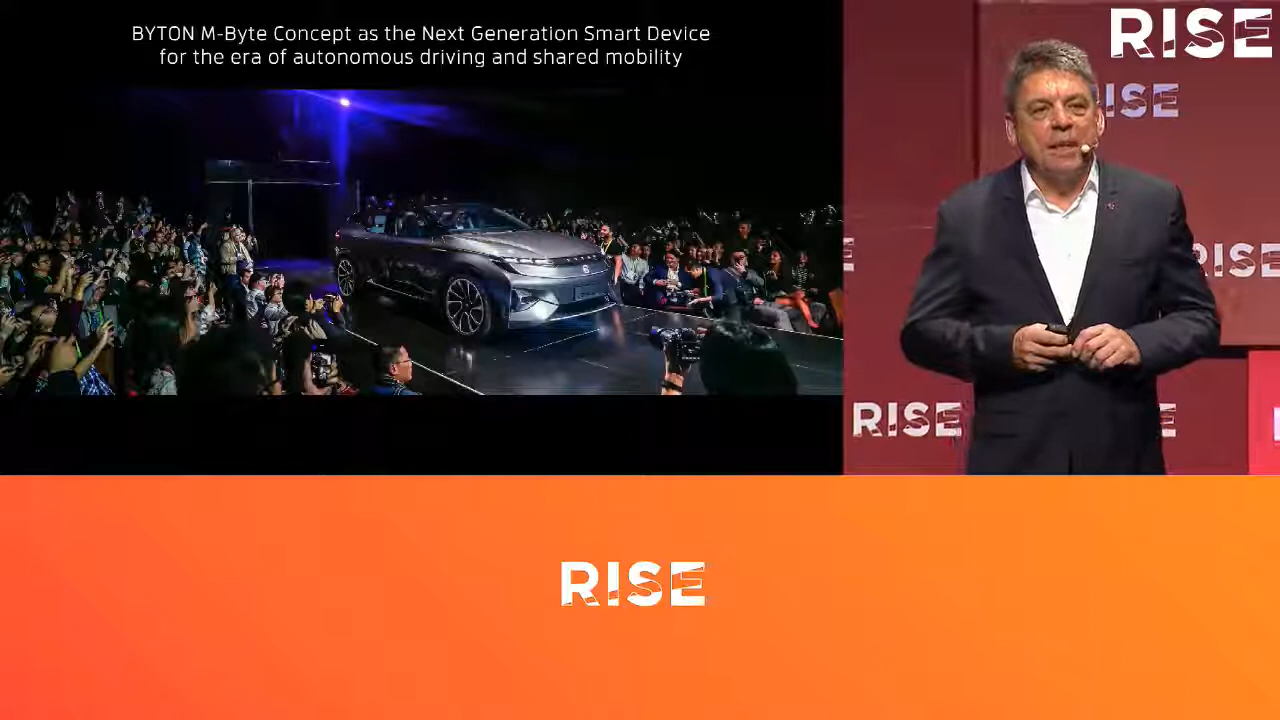 BYTON M-Byte Concept as the Next Generation Smart Device
for the era of autonomous driving and shared mobility
RISE
ISE
E
RISE
RISE
E
RISE